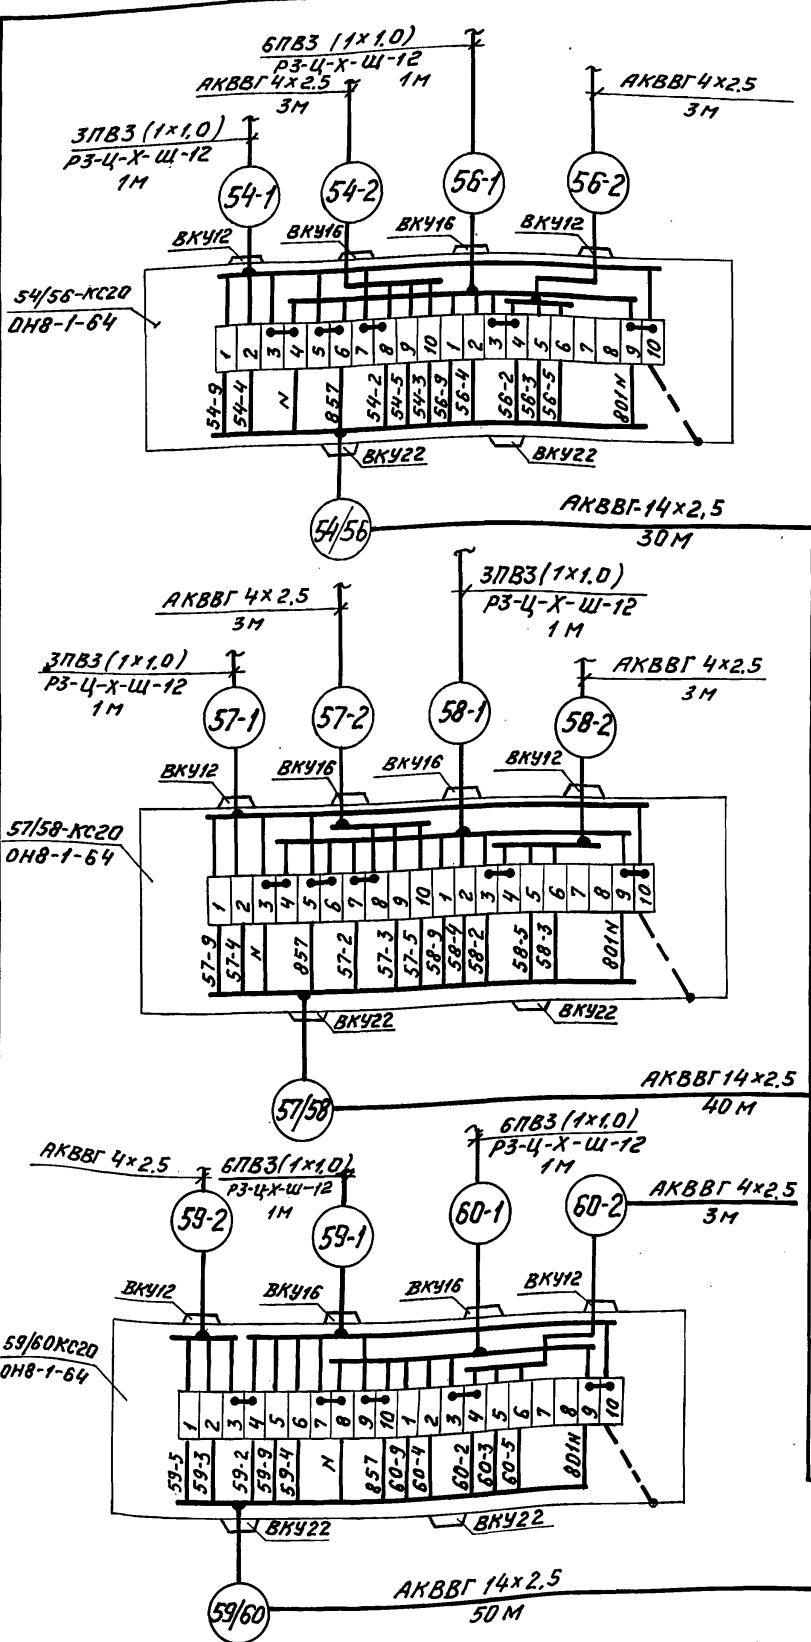 6ПВ3 (1×1.0)
РЗ-Ц-Х-Ш-12
1М
АКВВГ 4×2.5
3М
АКВВГ 4×2.5
3М
3ПВ3 (1×1.0)
РЗ-Ц-Х-Ш-12
1М
54-1
54-2
56-1
56-2
ВКУ12
ВКУ16
ВКУ16
ВКУ12
54/56-КС20
ОН8-1-64
1 2 3 4 5 6 7 8 9 10 1 2 3 4 5 6 7 8 9 10
54-9 54-4 N 857 54-2 54-5 54-3 56-9 56-4 56-2 56-3 56-5 801N
ВКУ22
ВКУ22
54/56
АКВВГ-14×2,5
30М
3ПВ3 (1×1.0)
РЗ-Ц-Х-Ш-12
1М
АКВВГ 4×2.5
3М
3ПВ3 (1×1.0)
РЗ-Ц-Х-Ш-12
1М
АКВВГ 4×2.5
3М
57-1
57-2
58-1
58-2
ВКУ12
ВКУ16
ВКУ16
ВКУ12
57/58-КС20
ОН8-1-64
1 2 3 4 5 6 7 8 9 10 1 2 3 4 5 6 7 8 9 10
57-9 57-4 N 857 57-2 57-3 57-5 58-9 58-4 58-2 58-5 58-3 801N
ВКУ22
ВКУ22
57/58
АКВВГ 14×2.5
40М
6ПВ3 (1×1.0)
РЗ-Ц-Х-Ш-12
1М
АКВВГ 4×2.5
6ПВ3 (1×1.0)
РЗ-Ц-Х-Ш-12
1М
59-2
59-1
60-1
60-2
АКВВГ 4×2.5
3М
ВКУ12
ВКУ16
ВКУ16
ВКУ12
59/60КС20
ОН8-1-64
1 2 3 4 5 6 7 8 9 10 1 2 3 4 5 6 7 8 9 10
59-5 59-3 59-2 59-9 59-4 N 857 60-9 60-4 60-2 60-3 60-5 801N
ВКУ22
ВКУ22
59/60
АКВВГ 14×2.5
50М